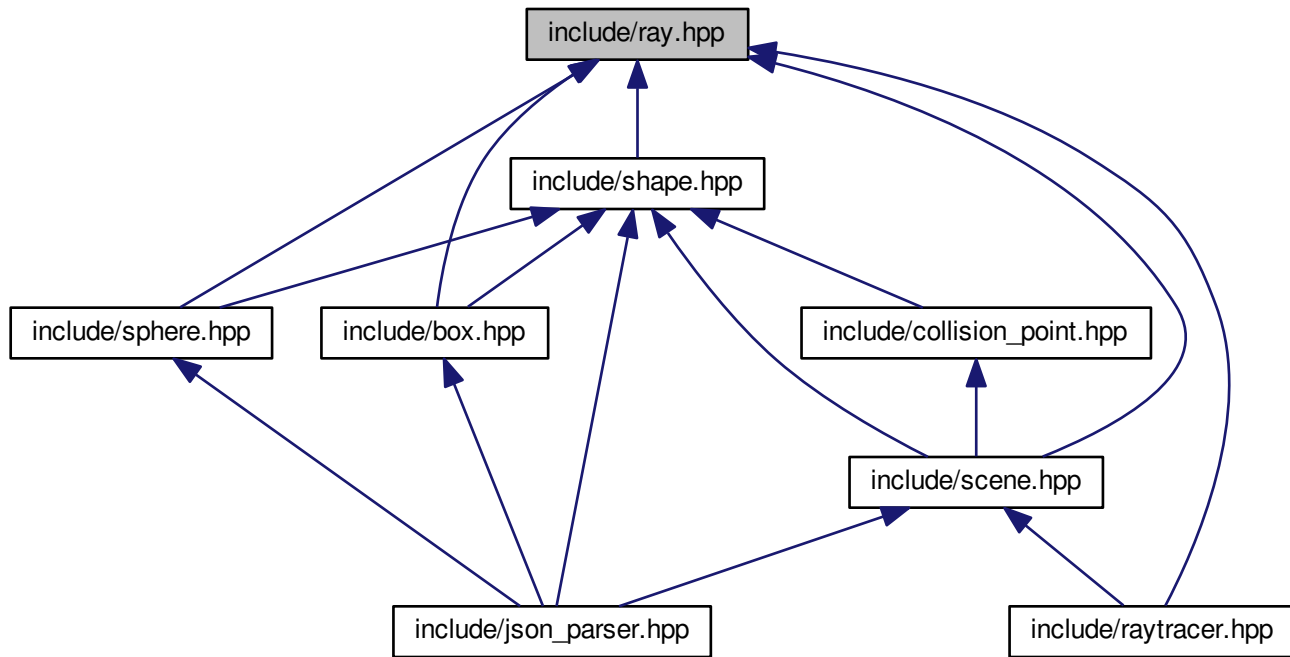 include/ray.hpp
include/shape.hpp
include/sphere.hpp
include/box.hpp
include/collision_point.hpp
include/scene.hpp
include/json_parser.hpp
include/raytracer.hpp